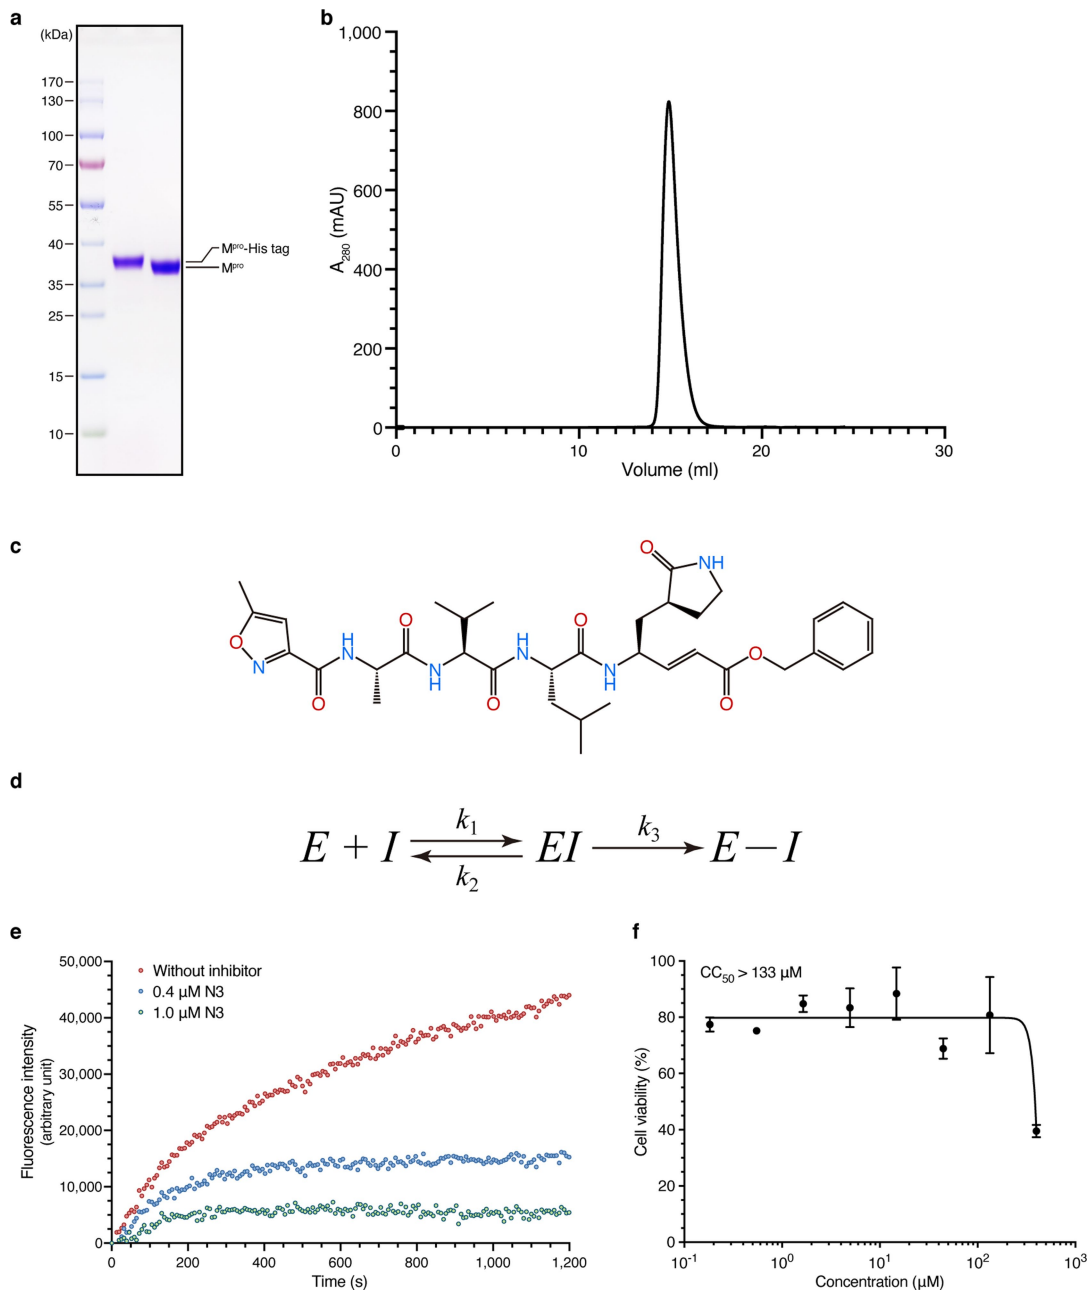 a
(kDa)
170
130
100
70
55
40
35
25
15
10
Mpro-His tag
Mpro
b
1,000
800
600
400
200
0
A280 (mAU)
0 10 20 30
Volume (ml)
c
O
N
O
H
N
O
N
H
O
H
N
O
N
H
O
NH
O
O
d
E + I k1 k2 EI k3 E — I
e
50,000
40,000
30,000
20,000
10,000
0
Fluorescence intensity
(arbitrary unit)
Without inhibitor
0.4 µM N3
1.0 µM N3
0 200 400 600 800 1,000 1,200
Time (s)
f
100
80
60
40
20
0
Cell viability (%)
CC50 > 133 µM
10-1 100 101 102 103
Concentration (µM)